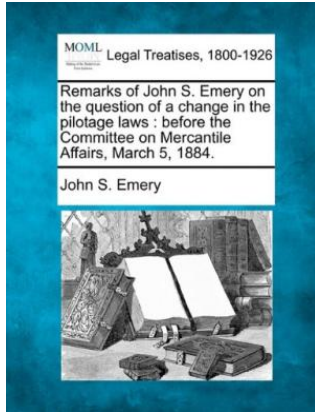 MOML Legal Treatises, 1800-1926
Remarks of John S. Emery on
the question of a change in the
pilotage laws : before the
Committee on Mercantile
Affairs, March 5, 1884.
John S. Emery